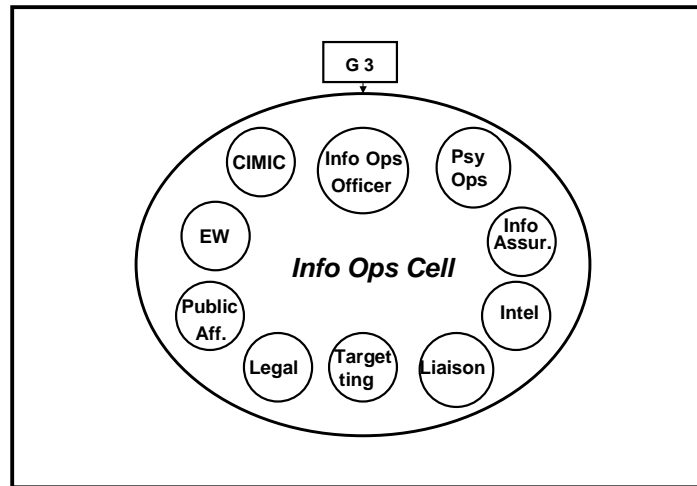 G 3
CIMIC
Info Ops
Officer
Psy
Ops
EW
Info
Assur.
Info Ops Cell
Public
Aff.
Intel
Legal
Target
ting
Liaison